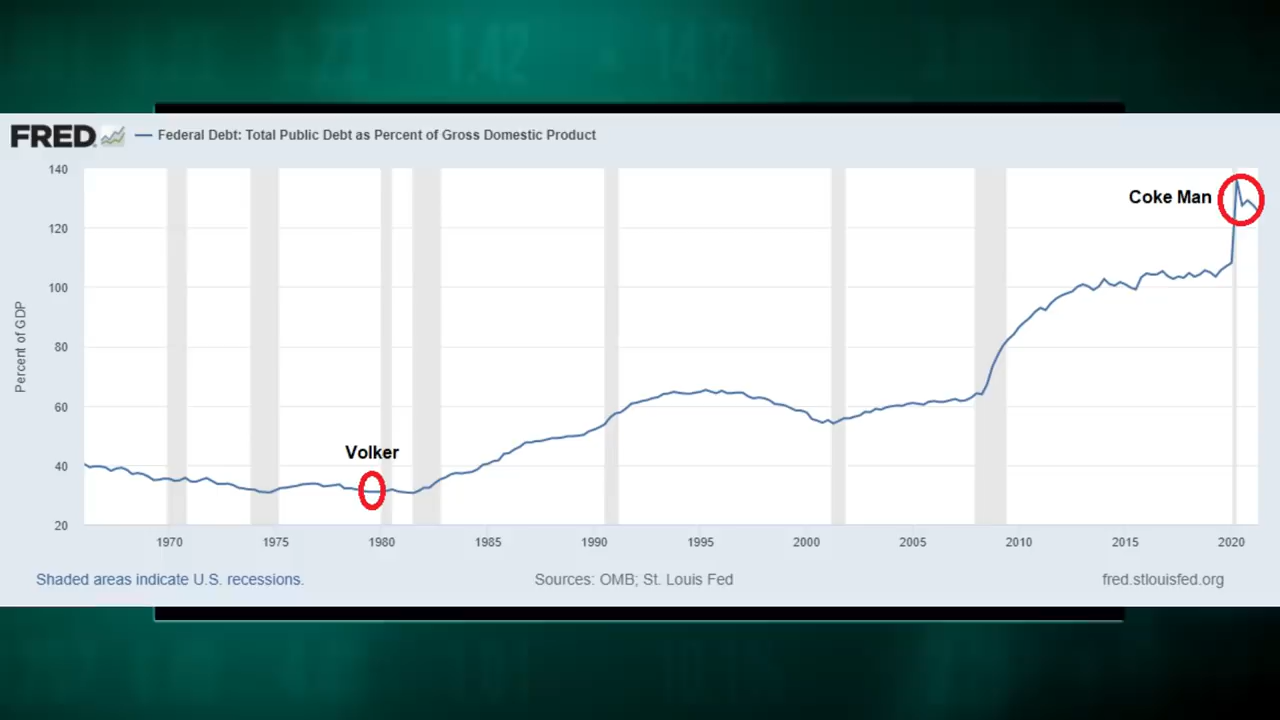 FRED
Federal Debt: Total Public Debt as Percent of Gross Domestic Product
140
120
100
80
60
40
20
Percent of GDP
Coke Man
Volker
1970 1975 1980 1985 1990 1995 2000 2005 2010 2015 2020
Shaded areas indicate U.S. recessions. Sources: OMB; St. Louis Fed fred.stlouisfed.org